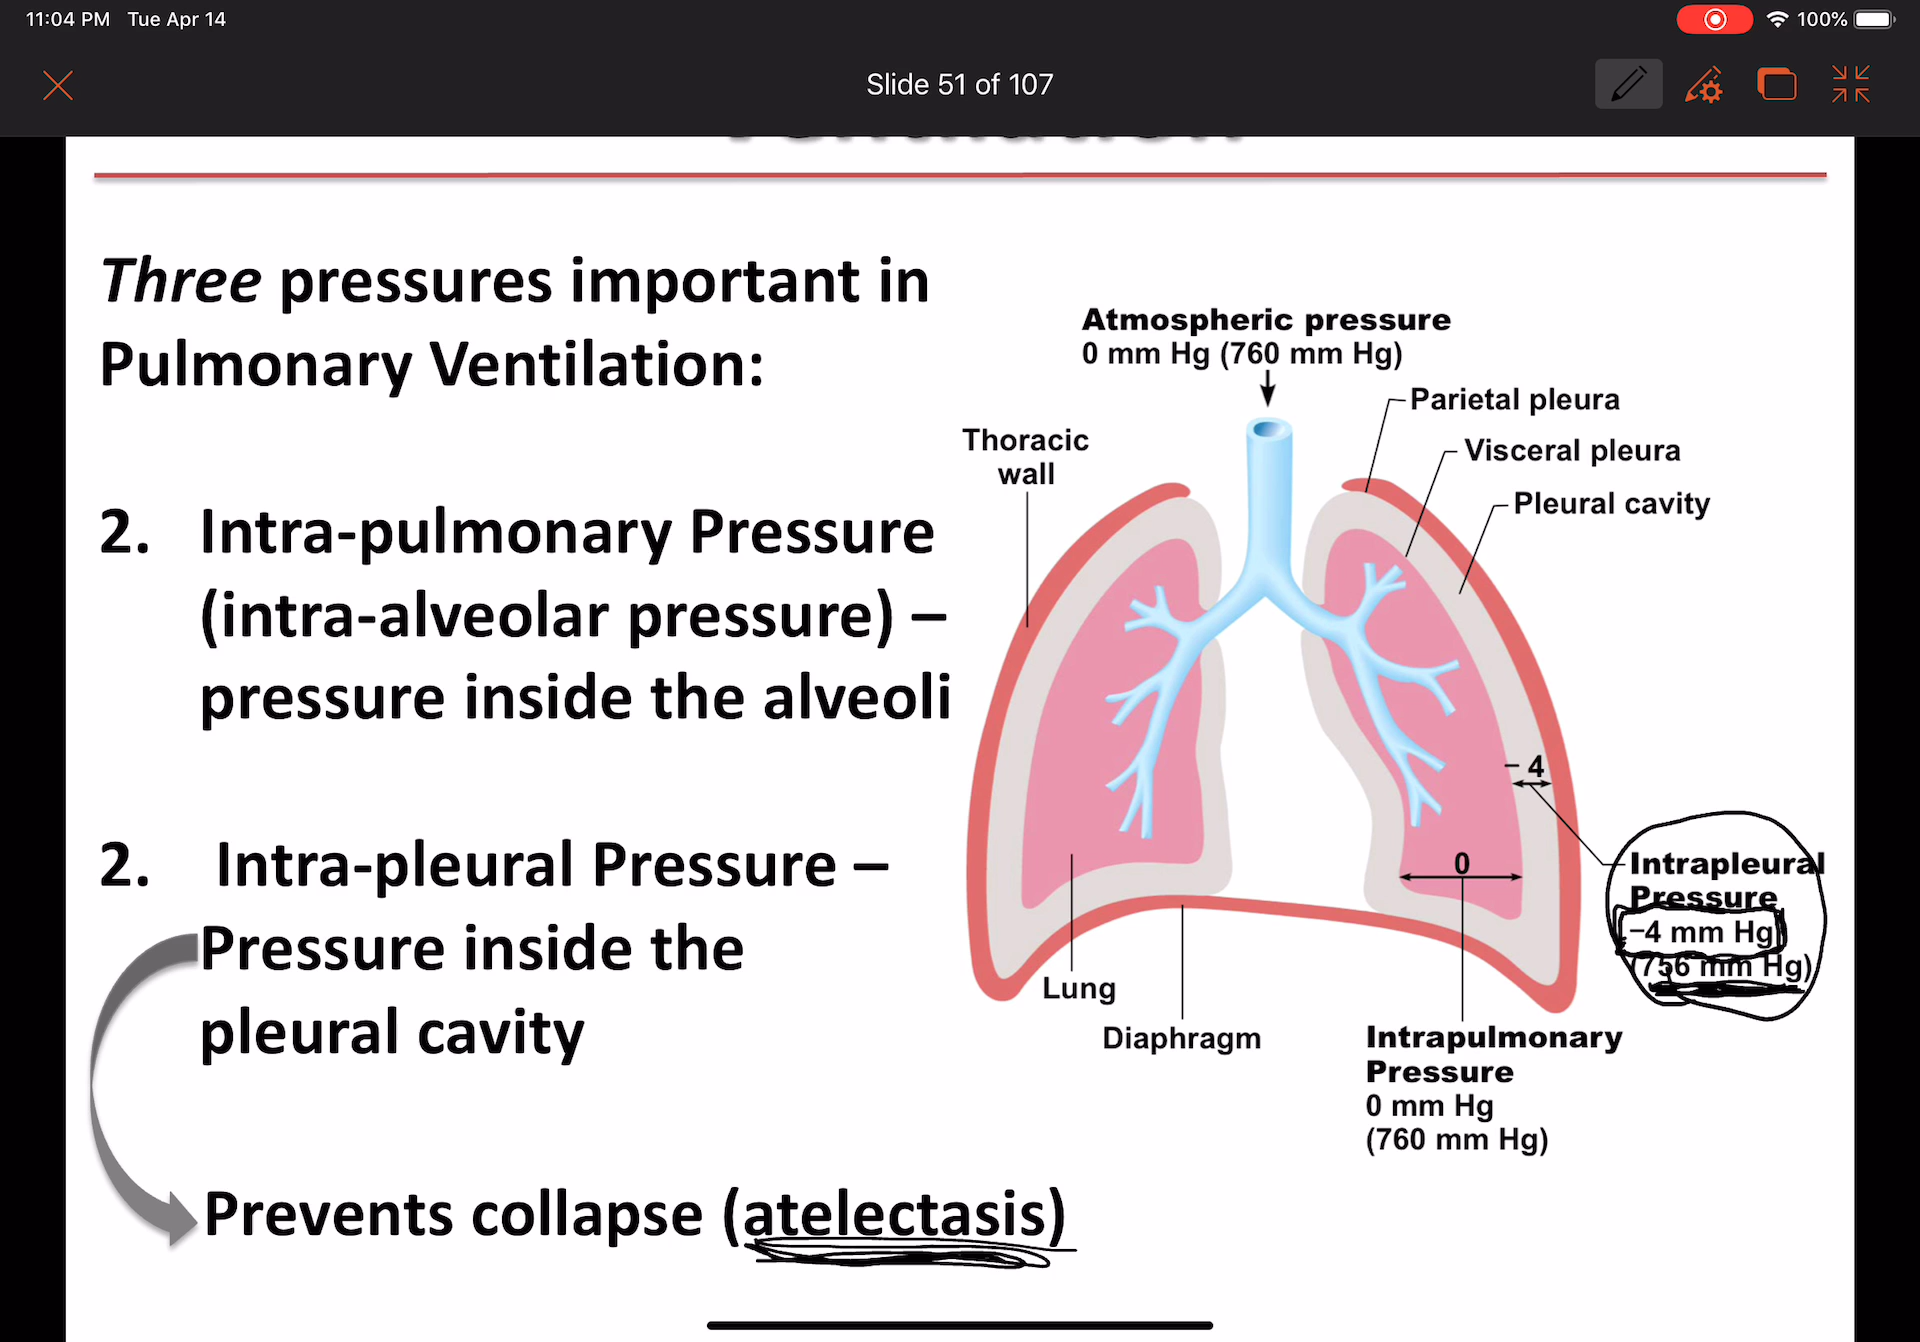 11:04 PM Tue Apr 14
100%
Slide 51 of 107
Three pressures important in
Pulmonary Ventilation:
2. Intra-pulmonary Pressure
(intra-alveolar pressure) –
pressure inside the alveoli
2. Intra-pleural Pressure –
Pressure inside the
pleural cavity
Prevents collapse (atelectasis)
Atmospheric pressure
0 mm Hg (760 mm Hg)
Parietal pleura
Visceral pleura
Pleural cavity
Thoracic
wall
– 4
0
Intrapleural
Pressure
–4 mm Hg
(756 mm Hg)
Lung
Diaphragm
Intrapulmonary
Pressure
0 mm Hg
(760 mm Hg)